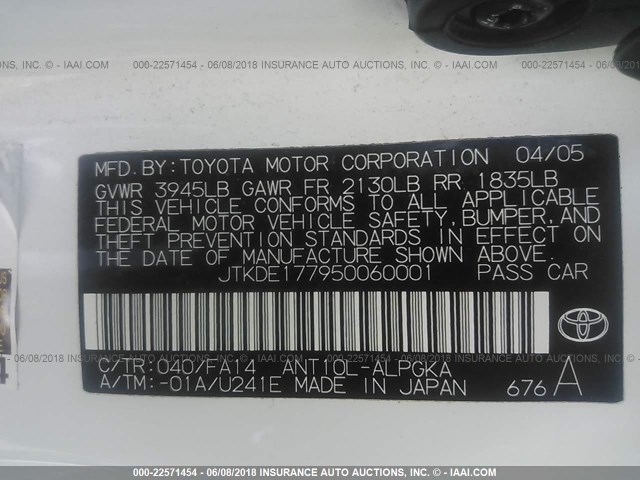 000-22571454 - 06/08/2018 INSURANCE AUTO AUCTIONS, INC. - ©IAAI.COM
MFD. BY:TOYOTA MOTOR CORPORATION 04/05
GVWR 3945LB GAWR FR 2130LB RR 1835LB
THIS VEHICLE CONFORMS TO ALL APPLICABLE
FEDERAL MOTOR VEHICLE SAFETY, BUMPER, AND
THEFT PREVENTION STANDARDS IN EFFECT ON
THE DATE OF MANUFACTURE SHOWN ABOVE.
JTKDE177950060001 PASS CAR
000-22571454 - 06/08/2018 INSURANCE AUTO AUCTIONS, INC. - ©IAAI.COM
C/TR:040/FA14 ANT10L-ALPGKA
A/TM:-01A/U241E MADE IN JAPAN 676 A
000-22571454 - 06/08/2018 INSURANCE AUTO AUCTIONS, INC. - ©IAAI.COM